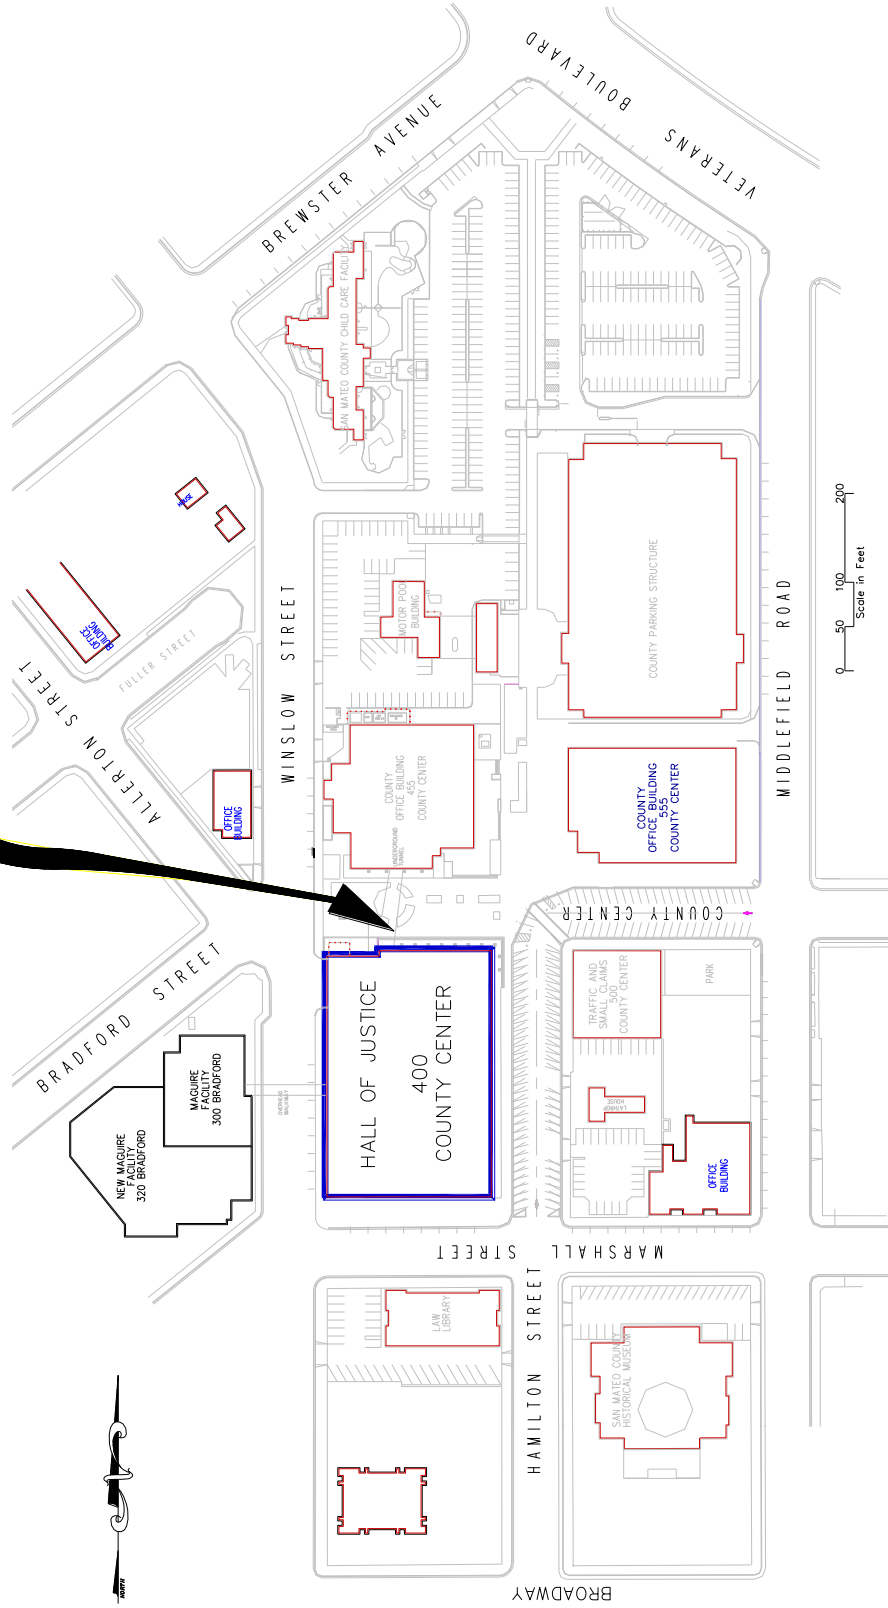 VETERANS BOULEVARD
BREWSTER AVENUE
SAN MATEO COUNTY CHILD CARE FACILITY
HOUSE
OFFICE
BUILDING
FULLER STREET
ALLERTON STREET
WINSLOW STREET
MOTOR POOL
BUILDING
COUNTY PARKING STRUCTURE
MIDDLEFIELD ROAD
0 50 100 200
Scale in Feet
OFFICE
BUILDING
COUNTY
OFFICE BUILDING
455
COUNTY CENTER
UNDERGROUND
TUNNEL
COUNTY
OFFICE BUILDING
555
COUNTY CENTER
COUNTY CENTER
BRADFORD STREET
HALL OF JUSTICE
400
COUNTY CENTER
TRAFFIC AND
SMALL CLAIMS
500
COUNTY CENTER
PARK
MAGUIRE
FACILITY
300 BRADFORD
NEW MAGUIRE
FACILITY
320 BRADFORD
OVERHEAD
WALKWAY
LATHROP
HOUSE
OFFICE
BUILDING
MARSHALL STREET
LAW
LIBRARY
HAMILTON STREET
SAN MATEO COUNTY
HISTORICAL MUSEUM
BROADWAY
NORTH